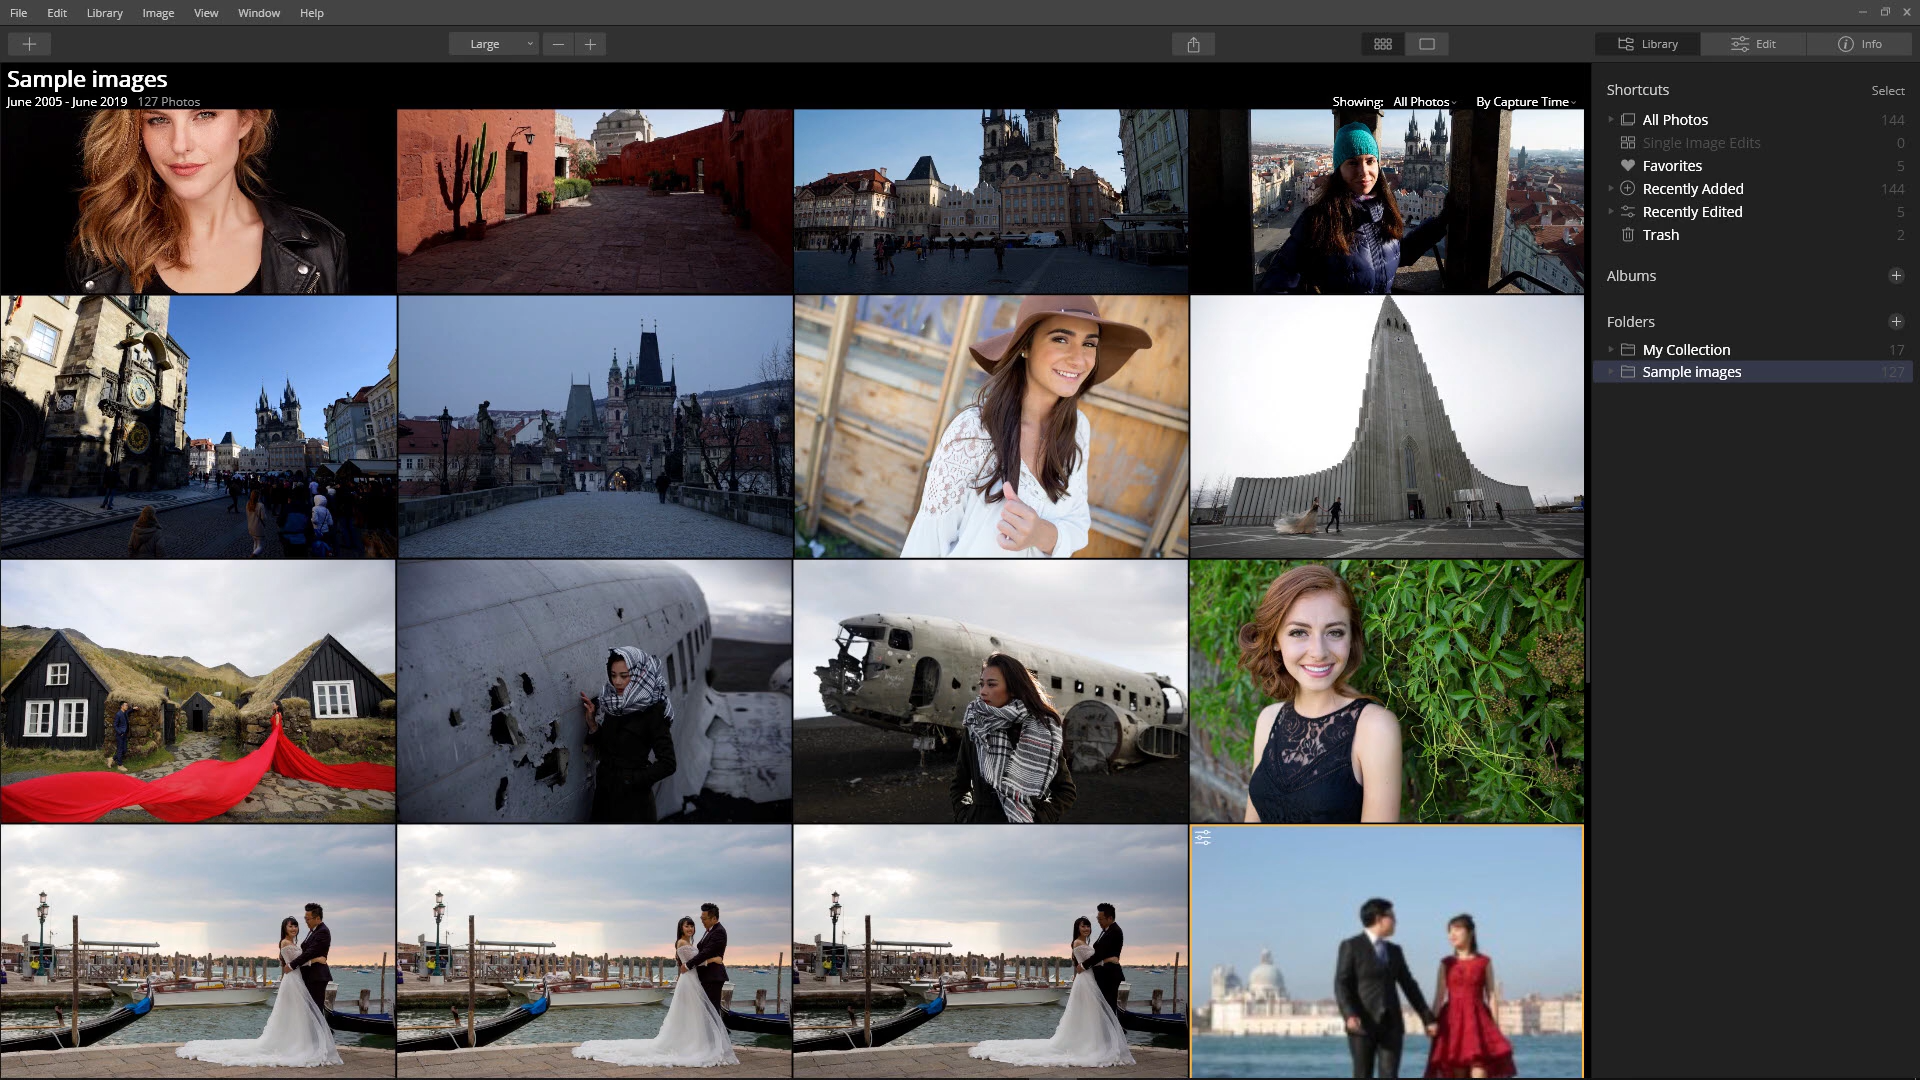 File Edit Library Image View Window Help
Large
Library Edit Info
Sample images
June 2005 - June 2019 127 Photos
Showing: All Photos By Capture Time
Shortcuts Select
All Photos 144
Single Image Edits 0
Favorites 5
Recently Added 144
Recently Edited 5
Trash 2
Albums
Folders
My Collection 17
Sample images 127